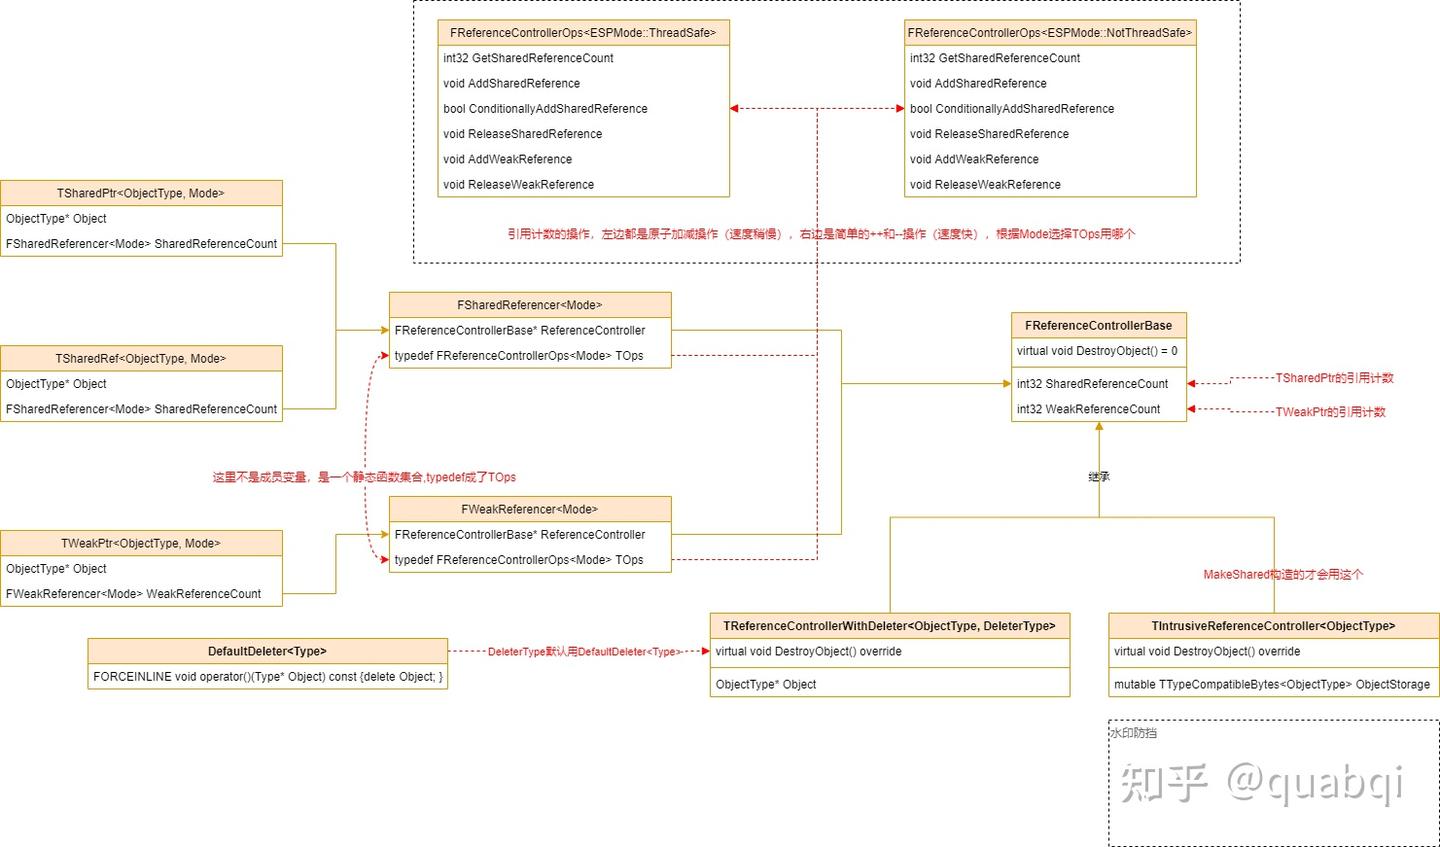 FReferenceControllerOps<ESPMode::ThreadSafe>
int32 GetSharedReferenceCount
void AddSharedReference
bool ConditionallyAddSharedReference
void ReleaseSharedReference
void AddWeakReference
void ReleaseWeakReference
FReferenceControllerOps<ESPMode::NotThreadSafe>
int32 GetSharedReferenceCount
void AddSharedReference
bool ConditionallyAddSharedReference
void ReleaseSharedReference
void AddWeakReference
void ReleaseWeakReference
引用计数的操作，左边都是原子加减操作（速度稍慢），右边是简单的++和--操作（速度快），根据Mode选择TOps用哪个
TSharedPtr<ObjectType, Mode>
ObjectType* Object
FSharedReferencer<Mode> SharedReferenceCount
TSharedRef<ObjectType, Mode>
ObjectType* Object
FSharedReferencer<Mode> SharedReferenceCount
FSharedReferencer<Mode>
FReferenceControllerBase* ReferenceController
typedef FReferenceControllerOps<Mode> TOps
FReferenceControllerBase
virtual void DestroyObject() = 0
int32 SharedReferenceCount
int32 WeakReferenceCount
TSharedPtr的引用计数
TWeakPtr的引用计数
这里不是成员变量，是一个静态函数集合,typedef成了TOps
继承
FWeakReferencer<Mode>
FReferenceControllerBase* ReferenceController
typedef FReferenceControllerOps<Mode> TOps
TWeakPtr<ObjectType, Mode>
ObjectType* Object
FWeakReferencer<Mode> WeakReferenceCount
MakeShared构造的才会用这个
DefaultDeleter<Type>
FORCEINLINE void operator()(Type* Object) const {delete Object; }
DeleterType默认用DefaultDeleter<Type>
TReferenceControllerWithDeleter<ObjectType, DeleterType>
virtual void DestroyObject() override
ObjectType* Object
TIntrusiveReferenceController<ObjectType>
virtual void DestroyObject() override
mutable TTypeCompatibleBytes<ObjectType> ObjectStorage
水印防挡
知乎 @quabqi